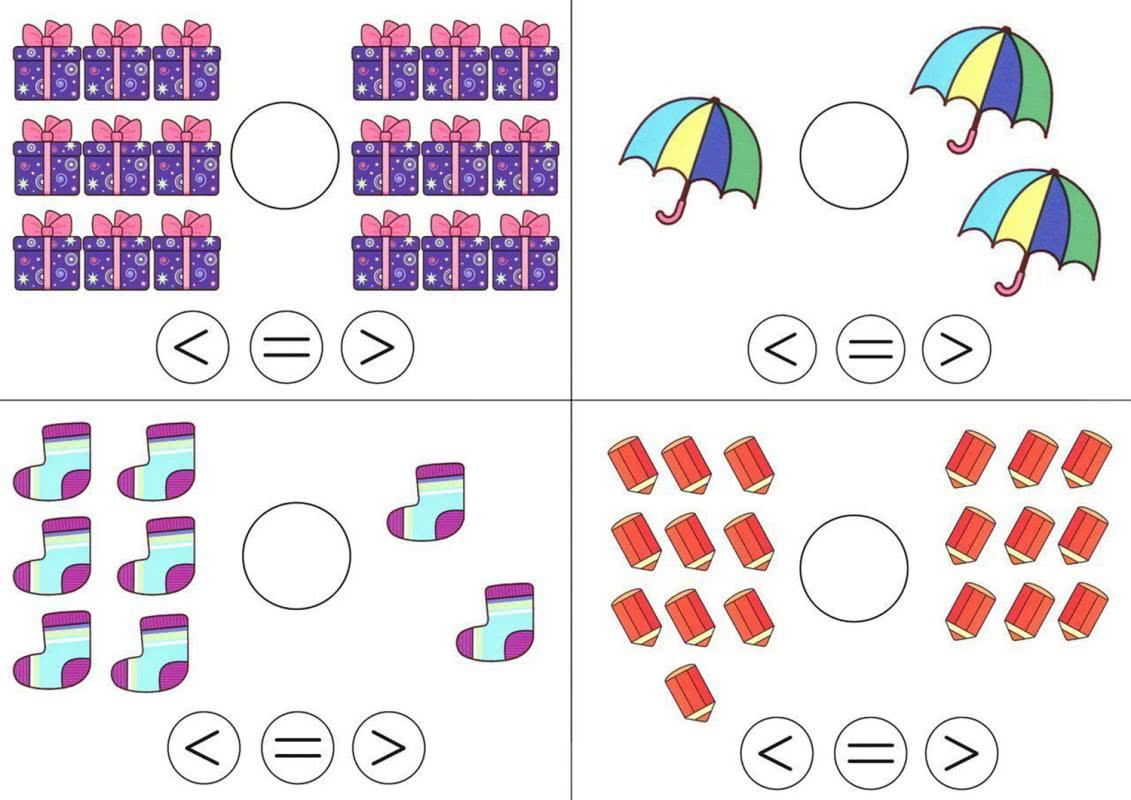 < = >
< = >
< = >
< = >